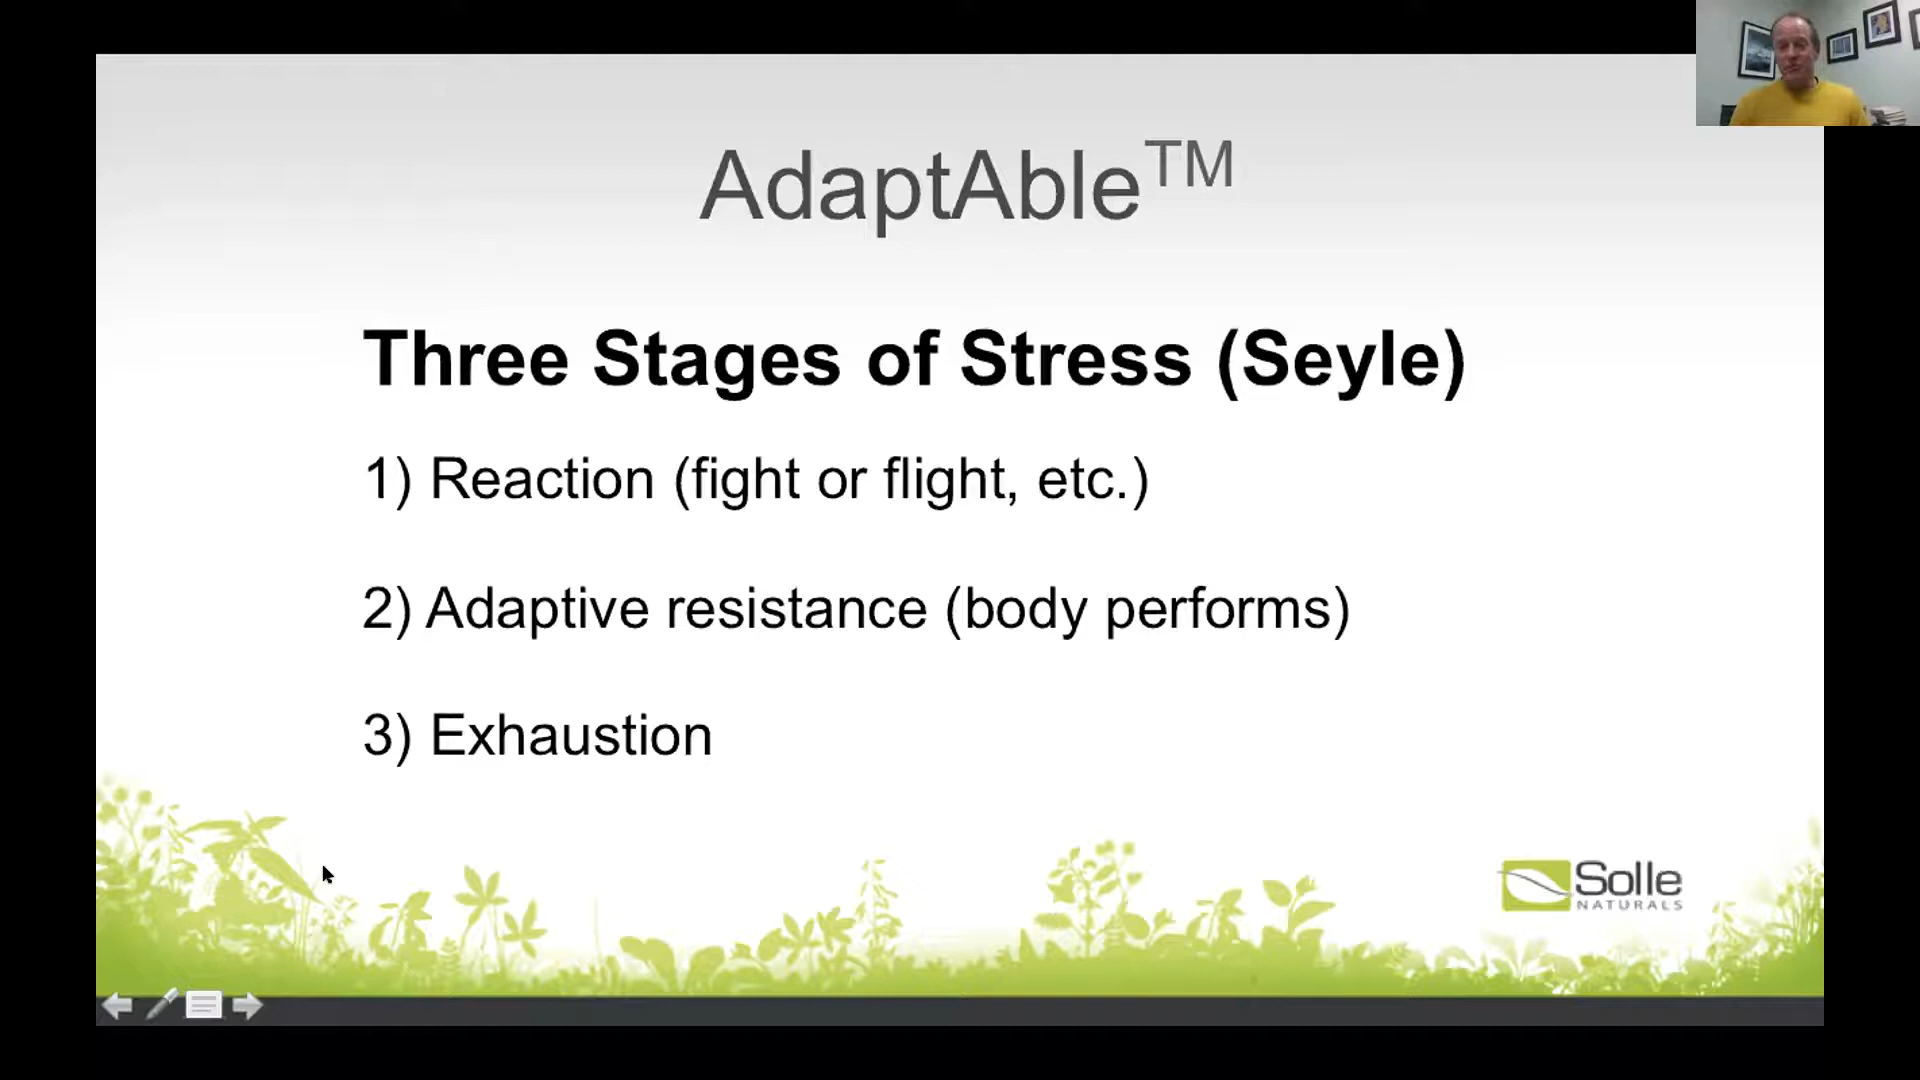 AdaptAble™
Three Stages of Stress (Seyle)
1) Reaction (fight or flight, etc.)
2) Adaptive resistance (body performs)
3) Exhaustion
Solle
NATURALS